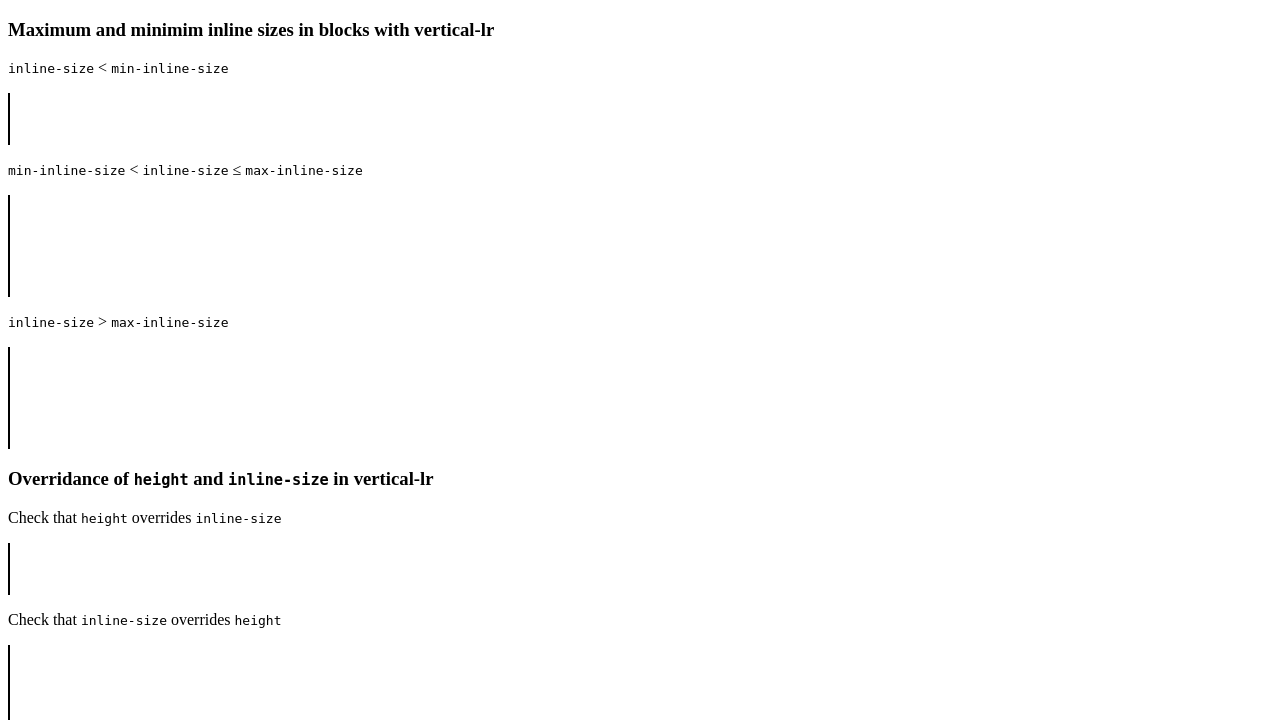 Maximum and minimim inline sizes in blocks with vertical-lr
inline-size < min-inline-size
min-inline-size < inline-size ≤ max-inline-size
inline-size > max-inline-size
Overridance of height and inline-size in vertical-lr
Check that height overrides inline-size
Check that inline-size overrides height